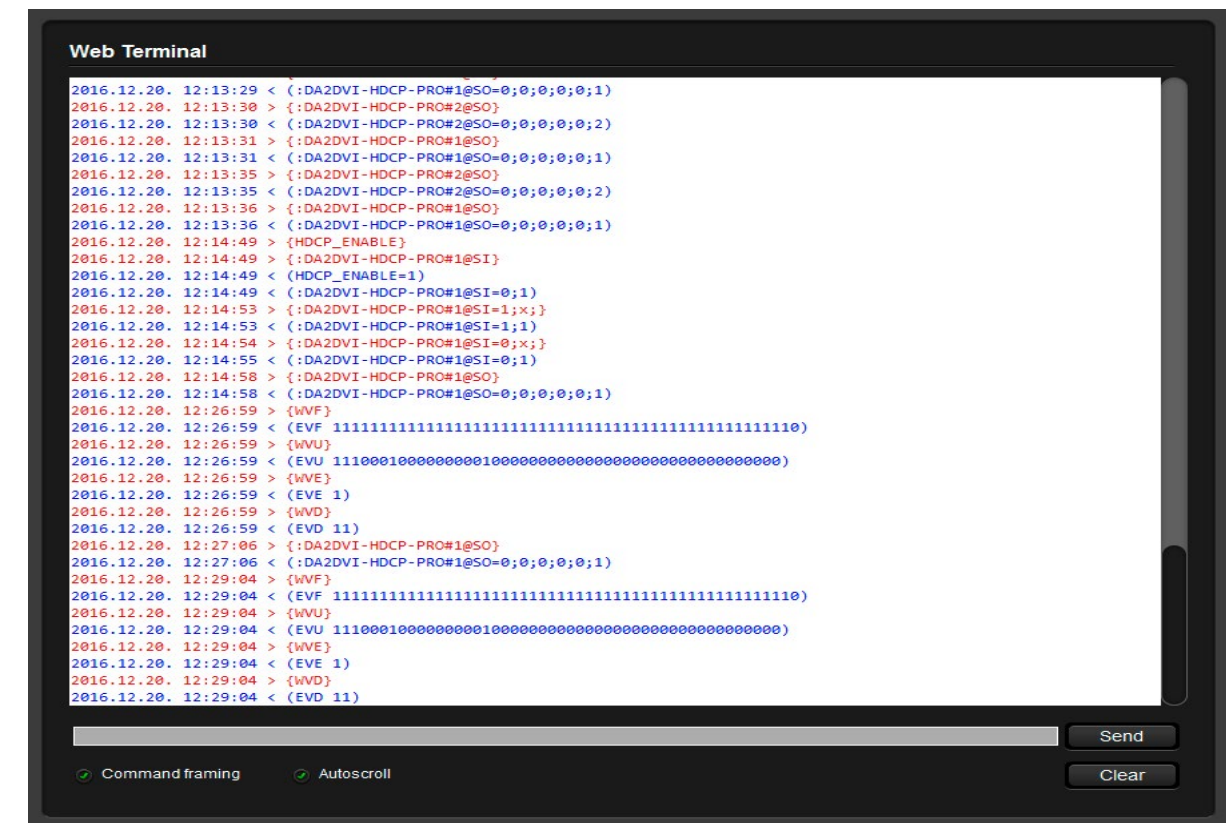 Web Terminal
2016.12.20. 12:13:29 < (:DA2DVI-HDCP-PRO#1@SO=0;0;0;0;0;1)
2016.12.20. 12:13:30 > {:DA2DVI-HDCP-PRO#2@SO}
2016.12.20. 12:13:30 < (:DA2DVI-HDCP-PRO#2@SO=0;0;0;0;0;2)
2016.12.20. 12:13:31 > {:DA2DVI-HDCP-PRO#1@SO}
2016.12.20. 12:13:31 < (:DA2DVI-HDCP-PRO#1@SO=0;0;0;0;0;1)
2016.12.20. 12:13:35 > {:DA2DVI-HDCP-PRO#2@SO}
2016.12.20. 12:13:35 < (:DA2DVI-HDCP-PRO#2@SO=0;0;0;0;0;2)
2016.12.20. 12:13:36 > {:DA2DVI-HDCP-PRO#1@SO}
2016.12.20. 12:13:36 < (:DA2DVI-HDCP-PRO#1@SO=0;0;0;0;0;1)
2016.12.20. 12:14:49 > {HDCP_ENABLE}
2016.12.20. 12:14:49 > {:DA2DVI-HDCP-PRO#1@SI}
2016.12.20. 12:14:49 < (HDCP_ENABLE=1)
2016.12.20. 12:14:49 < (:DA2DVI-HDCP-PRO#1@SI=0;1)
2016.12.20. 12:14:53 > {:DA2DVI-HDCP-PRO#1@SI=1;x;}
2016.12.20. 12:14:53 < (:DA2DVI-HDCP-PRO#1@SI=1;1)
2016.12.20. 12:14:54 > {:DA2DVI-HDCP-PRO#1@SI=0;x;}
2016.12.20. 12:14:55 < (:DA2DVI-HDCP-PRO#1@SI=0;1)
2016.12.20. 12:14:58 > {:DA2DVI-HDCP-PRO#1@SO}
2016.12.20. 12:14:58 < (:DA2DVI-HDCP-PRO#1@SO=0;0;0;0;0;1)
2016.12.20. 12:26:59 > {WVF}
2016.12.20. 12:26:59 < (EVF 11111111111111111111111111111111111111111111111110)
2016.12.20. 12:26:59 > {WVU}
2016.12.20. 12:26:59 < (EVU 111000100000000010000000000000000000000000000000)
2016.12.20. 12:26:59 > {WVE}
2016.12.20. 12:26:59 < (EVE 1)
2016.12.20. 12:26:59 > {WVD}
2016.12.20. 12:26:59 < (EVD 11)
2016.12.20. 12:27:06 > {:DA2DVI-HDCP-PRO#1@SO}
2016.12.20. 12:27:06 < (:DA2DVI-HDCP-PRO#1@SO=0;0;0;0;0;1)
2016.12.20. 12:29:04 > {WVF}
2016.12.20. 12:29:04 < (EVF 11111111111111111111111111111111111111111111111110)
2016.12.20. 12:29:04 > {WVU}
2016.12.20. 12:29:04 < (EVU 111000100000000010000000000000000000000000000000)
2016.12.20. 12:29:04 > {WVE}
2016.12.20. 12:29:04 < (EVE 1)
2016.12.20. 12:29:04 > {WVD}
2016.12.20. 12:29:04 < (EVD 11)
Send
Command framing
Autoscroll
Clear